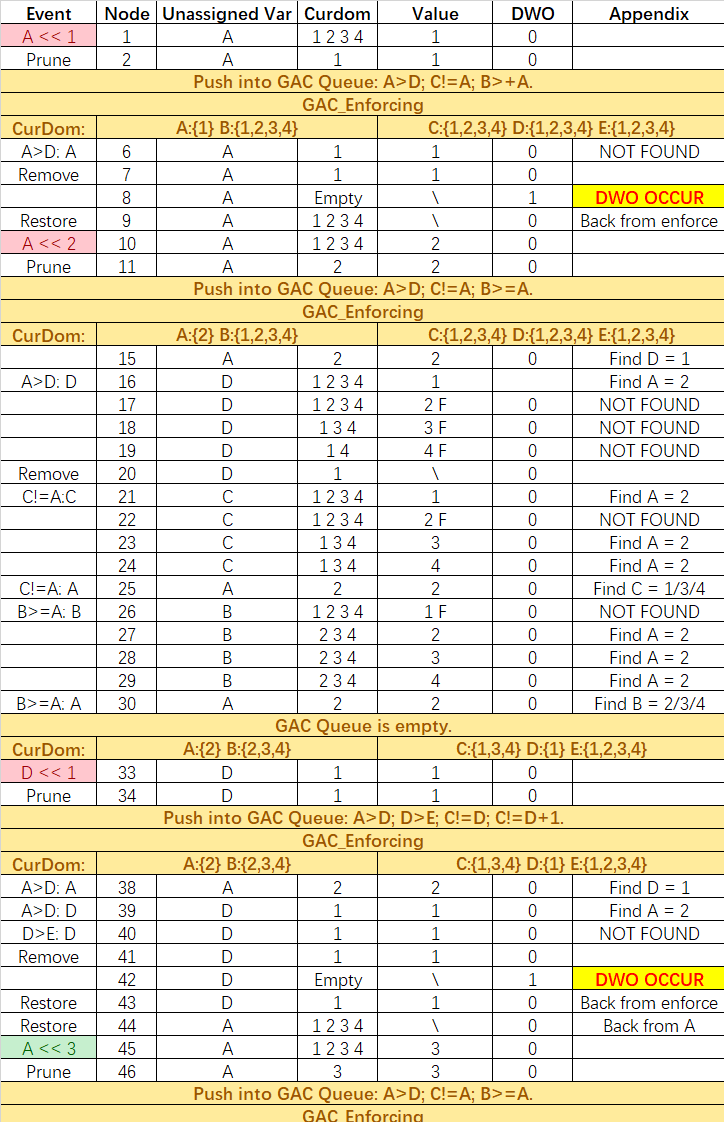 Event Node Unassigned Var Curdom Value DWO Appendix
A << 1 1 A 1 2 3 4 1 0
Prune 2 A 1 1 0
Push into GAC Queue: A>D; C!=A; B>+A.
GAC_Enforcing
CurDom: A:{1} B:{1,2,3,4} C:{1,2,3,4} D:{1,2,3,4} E:{1,2,3,4}
A>D: A 6 A 1 1 0 NOT FOUND
Remove 7 A 1 1 0
8 A Empty \ 1 DWO OCCUR
Restore 9 A 1 2 3 4 \ 0 Back from enforce
A << 2 10 A 1 2 3 4 2 0
Prune 11 A 2 2 0
Push into GAC Queue: A>D; C!=A; B>=A.
GAC_Enforcing
CurDom: A:{2} B:{1,2,3,4} C:{1,2,3,4} D:{1,2,3,4} E:{1,2,3,4}
15 A 2 2 0 Find D = 1
A>D: D 16 D 1 2 3 4 1 Find A = 2
17 D 1 2 3 4 2 F 0 NOT FOUND
18 D 1 3 4 3 F 0 NOT FOUND
19 D 1 4 4 F 0 NOT FOUND
Remove 20 D 1 \ 0
C!=A:C 21 C 1 2 3 4 1 0 Find A = 2
22 C 1 2 3 4 2 F 0 NOT FOUND
23 C 1 3 4 3 0 Find A = 2
24 C 1 3 4 4 0 Find A = 2
C!=A: A 25 A 2 2 0 Find C = 1/3/4
B>=A: B 26 B 1 2 3 4 1 F 0 NOT FOUND
27 B 2 3 4 2 0 Find A = 2
28 B 2 3 4 3 0 Find A = 2
29 B 2 3 4 4 0 Find A = 2
B>=A: A 30 A 2 2 0 Find B = 2/3/4
GAC Queue is empty.
CurDom: A:{2} B:{2,3,4} C:{1,3,4} D:{1} E:{1,2,3,4}
D << 1 33 D 1 1 0
Prune 34 D 1 1 0
Push into GAC Queue: A>D; D>E; C!=D; C!=D+1.
GAC_Enforcing
CurDom: A:{2} B:{2,3,4} C:{1,3,4} D:{1} E:{1,2,3,4}
A>D: A 38 A 2 2 0 Find D = 1
A>D: D 39 D 1 1 0 Find A = 2
D>E: D 40 D 1 1 0 NOT FOUND
Remove 41 D 1 1 0
42 D Empty \ 1 DWO OCCUR
Restore 43 D 1 1 0 Back from enforce
Restore 44 A 1 2 3 4 \ 0 Back from A
A << 3 45 A 1 2 3 4 3 0
Prune 46 A 3 3 0
Push into GAC Queue: A>D; C!=A; B>=A.
GAC_Enforcing